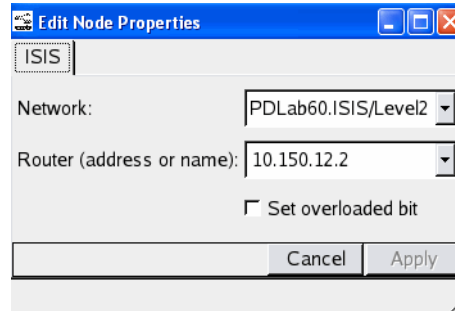 Edit Node Properties
ISIS
Network: PDLab60.ISIS/Level2
Router (address or name): 10.150.12.2
Set overloaded bit
Cancel Apply